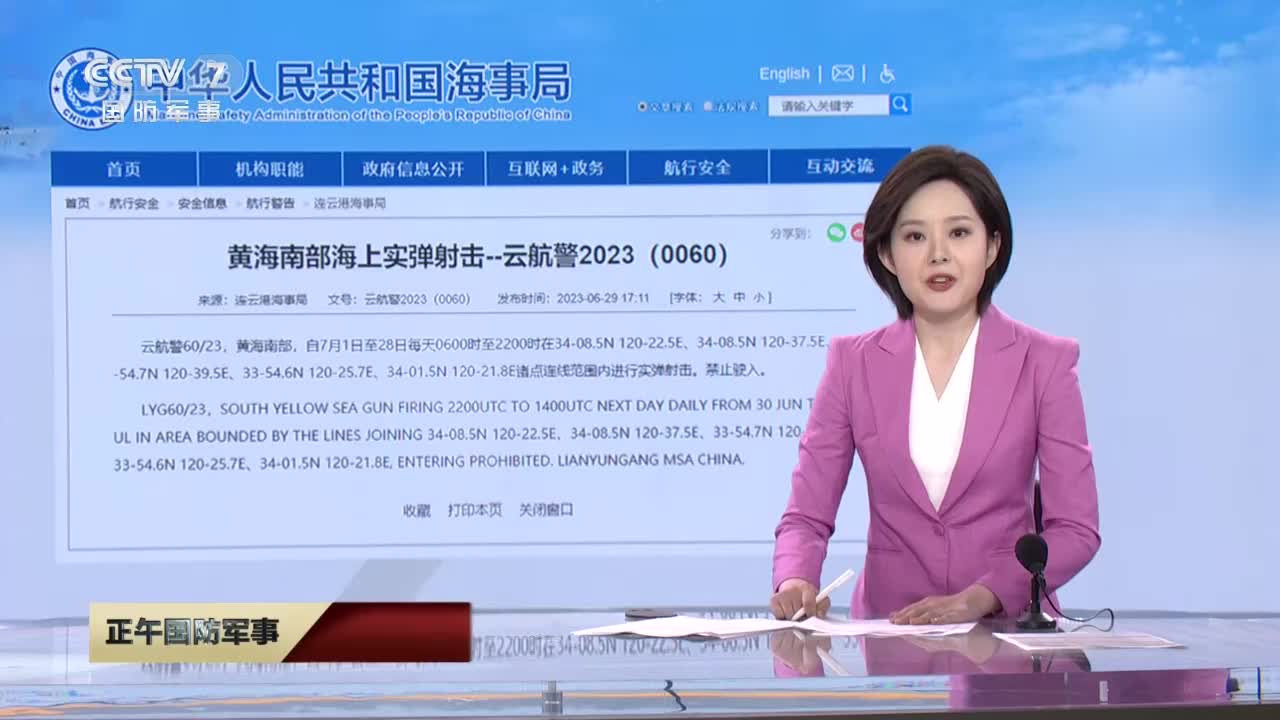 CCTV 7
国防军事
中华人民共和国海事局
Safety Administration of the People's Republic of China
English
请输入关键字
首页 机构职能 政府信息公开 互联网+政务 航行安全 互动交流
首页 > 航行安全 > 安全信息 > 航行警告 > 连云港海事局
分享到：
黄海南部海上实弹射击--云航警2023（0060）
来源：连云港海事局 文号：云航警2023（0060） 发布时间：2023-06-29 17:11 [字体： 大 中 小 ]
云航警60/23，黄海南部，自7月1日至28日每天0600时至2200时在34-08.5N 120-22.5E、34-08.5N 120-37.5E、
-54.7N 120-39.5E、33-54.6N 120-25.7E、34-01.5N 120-21.8E诸点连线范围内进行实弹射击。禁止驶入。
LYG60/23，SOUTH YELLOW SEA GUN FIRING 2200UTC TO 1400UTC NEXT DAY DAILY FROM 30 JUN
UL IN AREA BOUNDED BY THE LINES JOINING 34-08.5N 120-22.5E、34-08.5N 120-37.5E、33-54.7N 120-
33-54.6N 120-25.7E、34-01.5N 120-21.8E, ENTERING PROHIBITED. LIANYUNGANG MSA CHINA.
收藏 打印本页 关闭窗口
正午国防军事